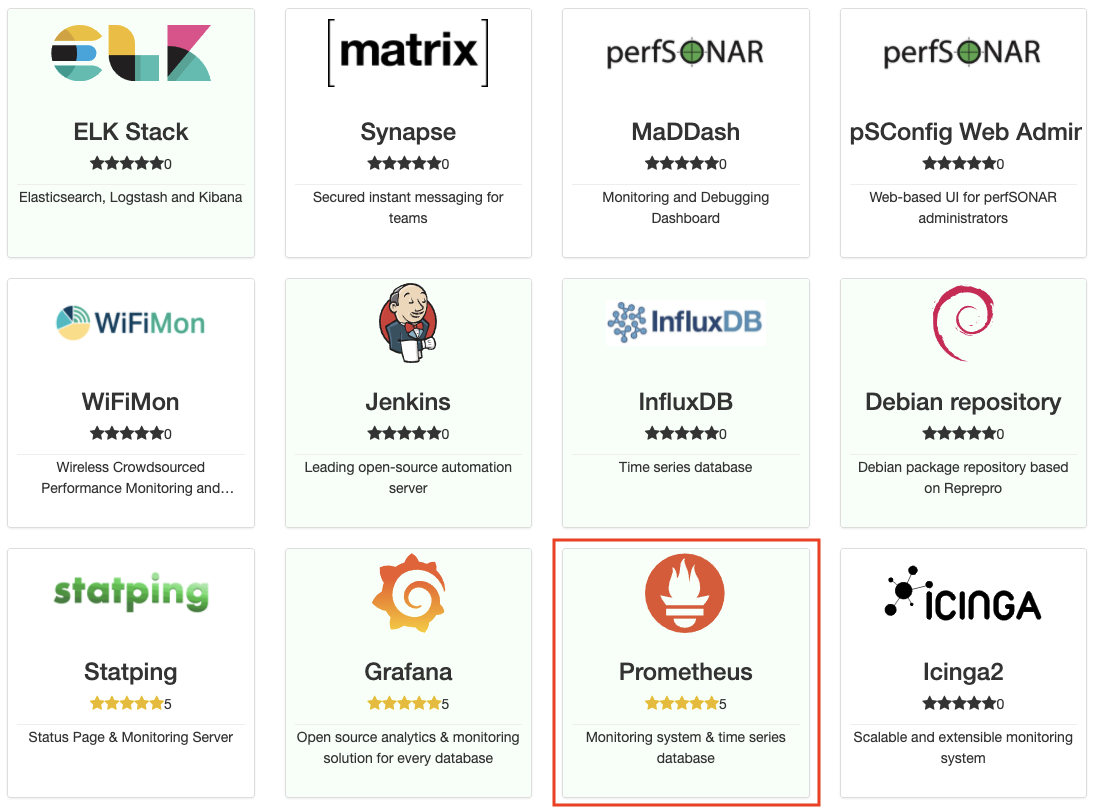 ELK
[matrix]
perfSONAR
perfSONAR
ELK Stack
Synapse
MaDDash
pSConfig Web Admir
★★★★★0
★★★★★0
★★★★★0
★★★★★0
Elasticsearch, Logstash and Kibana
Secured instant messaging for
teams
Monitoring and Debugging
Dashboard
Web-based UI for perfSONAR
administrators
WiFiMon
InfluxDB
WiFiMon
Jenkins
InfluxDB
Debian repository
★★★★★0
★★★★★0
★★★★★0
★★★★★0
Wireless Crowdsourced
Performance Monitoring and…
Leading open-source automation
server
Time series database
Debian package repository based
on Reprepro
statping
ICINGA
Statping
Grafana
Prometheus
Icinga2
★★★★★5
★★★★★5
★★★★★5
★★★★★0
Status Page & Monitoring Server
Open source analytics & monitoring
solution for every database
Monitoring system & time series
database
Scalable and extensible monitoring
system